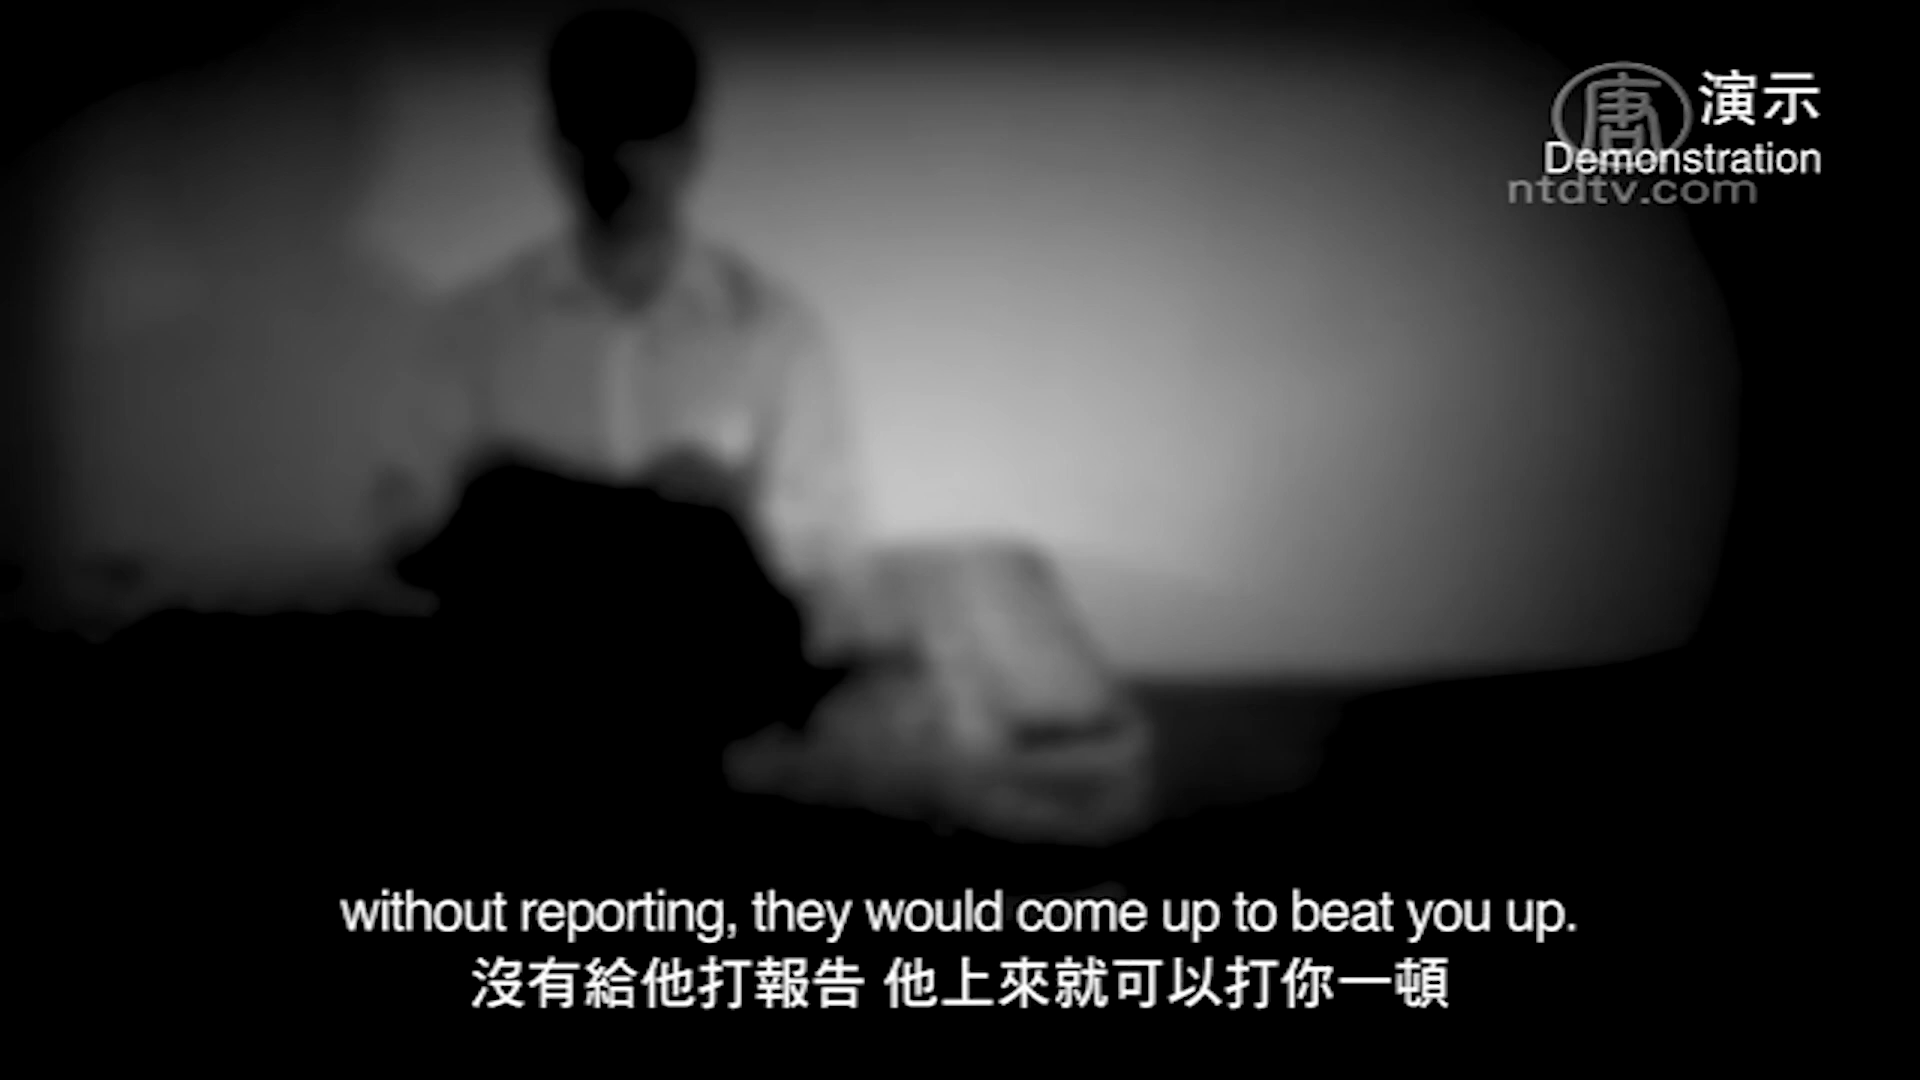 唐
演示
Demonstration
ntdtv.com
without reporting, they would come up to beat you up.
沒有給他打報告 他上來就可以打你一頓